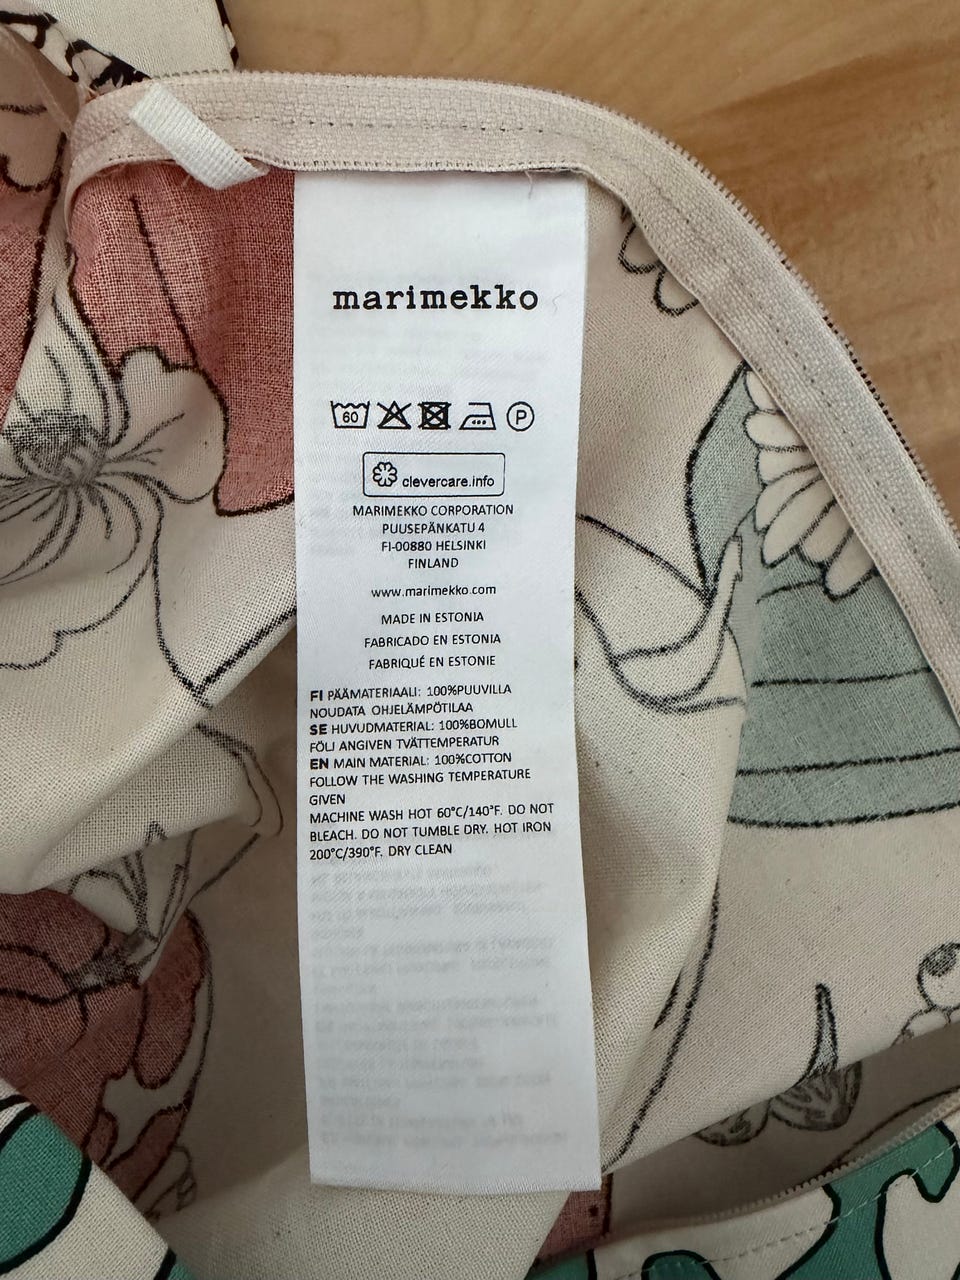 marimekko
60
P
clevercare.info
MARIMEKKO CORPORATION
PUUSEPÄNKATU 4
FI-00880 HELSINKI
FINLAND
www.marimekko.com
MADE IN ESTONIA
FABRICADO EN ESTONIA
FABRIQUÉ EN ESTONIE
FI PÄÄMATERIAALI: 100%PUUVILLA
NOUDATA OHJELÄMPÖTILAA
SE HUVUDMATERIAL: 100%BOMULL
FÖLJ ANGIVEN TVÄTTEMPERATUR
EN MAIN MATERIAL: 100%COTTON
FOLLOW THE WASHING TEMPERATURE
GIVEN
MACHINE WASH HOT 60°C/140°F. DO NOT
BLEACH. DO NOT TUMBLE DRY. HOT IRON
200°C/390°F. DRY CLEAN